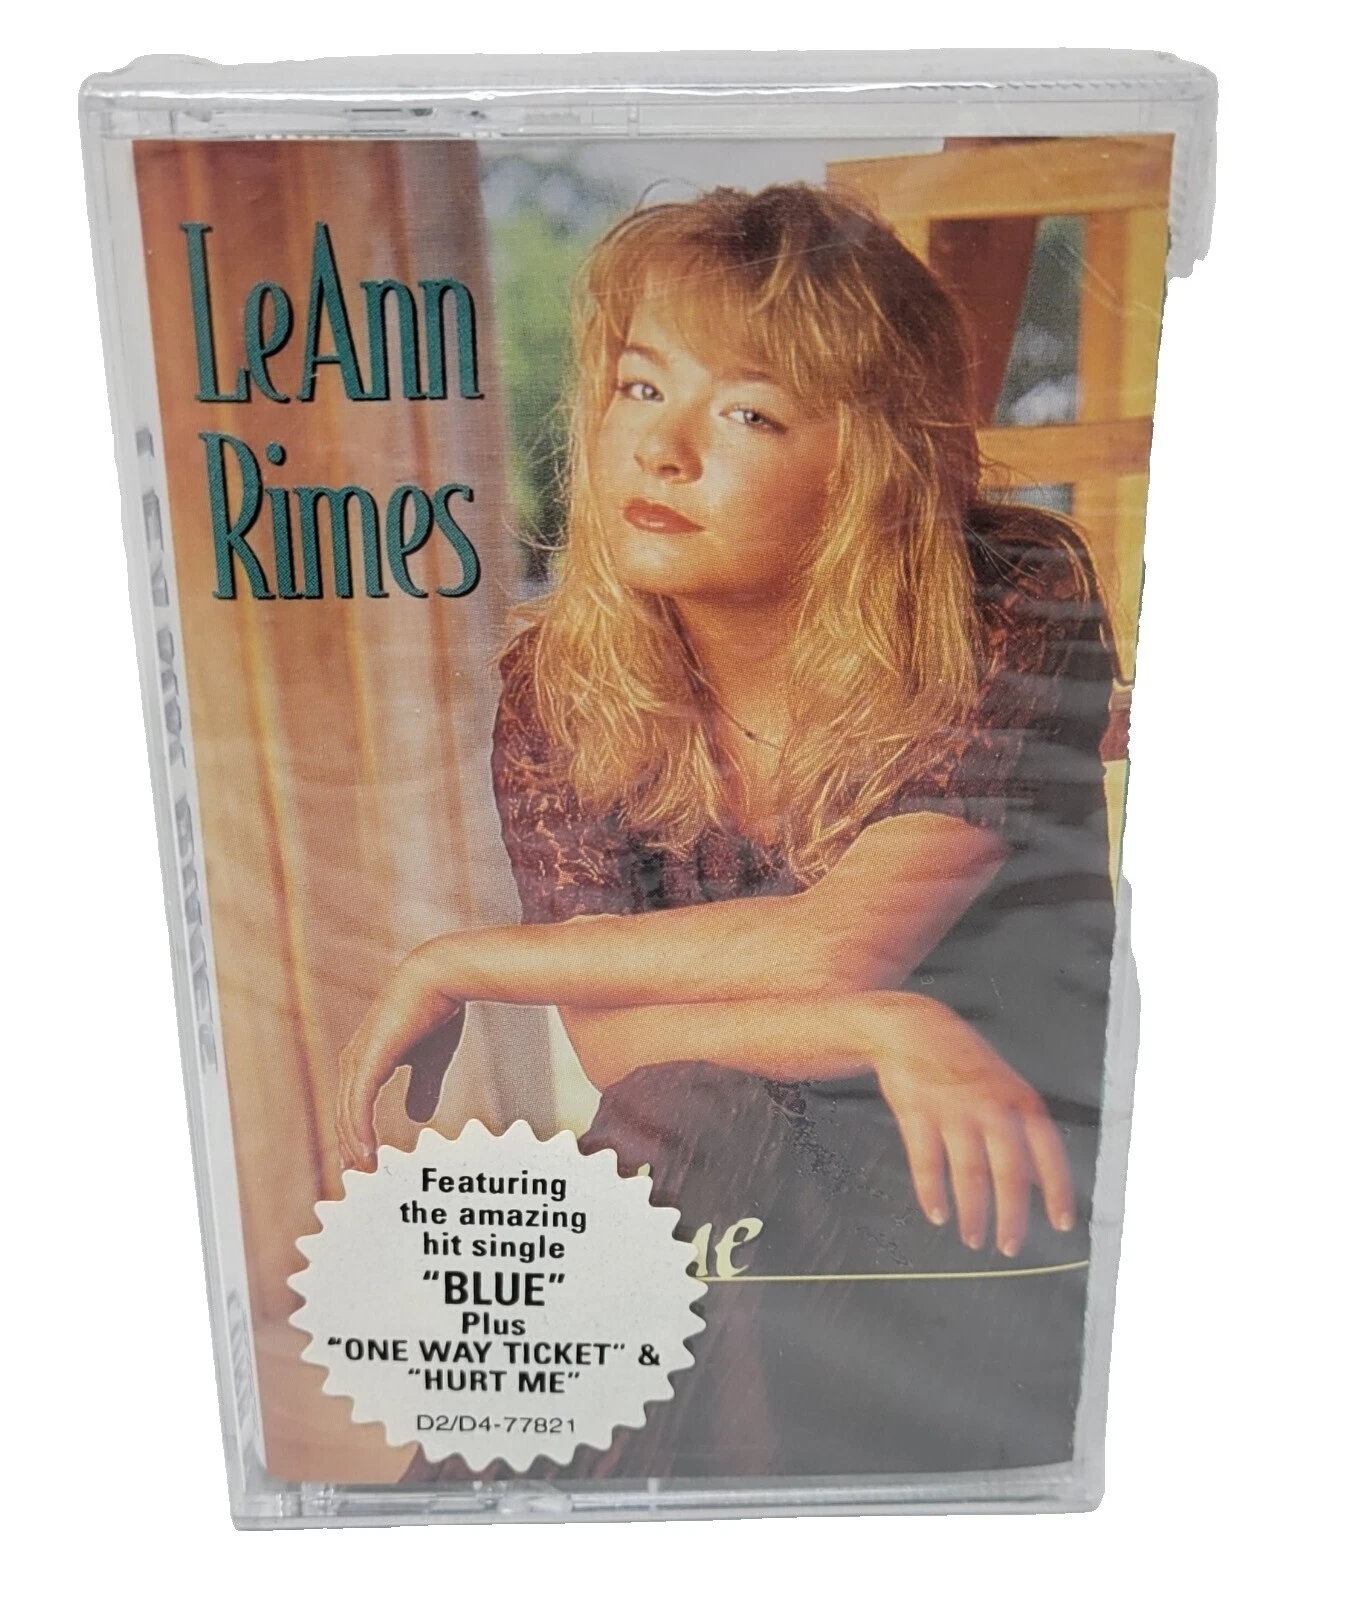 LeAnn
Rimes
Featuring
the amazing
hit single
"BLUE"
Plus
"ONE WAY TICKET" &
"HURT ME"
D2/D4-77821